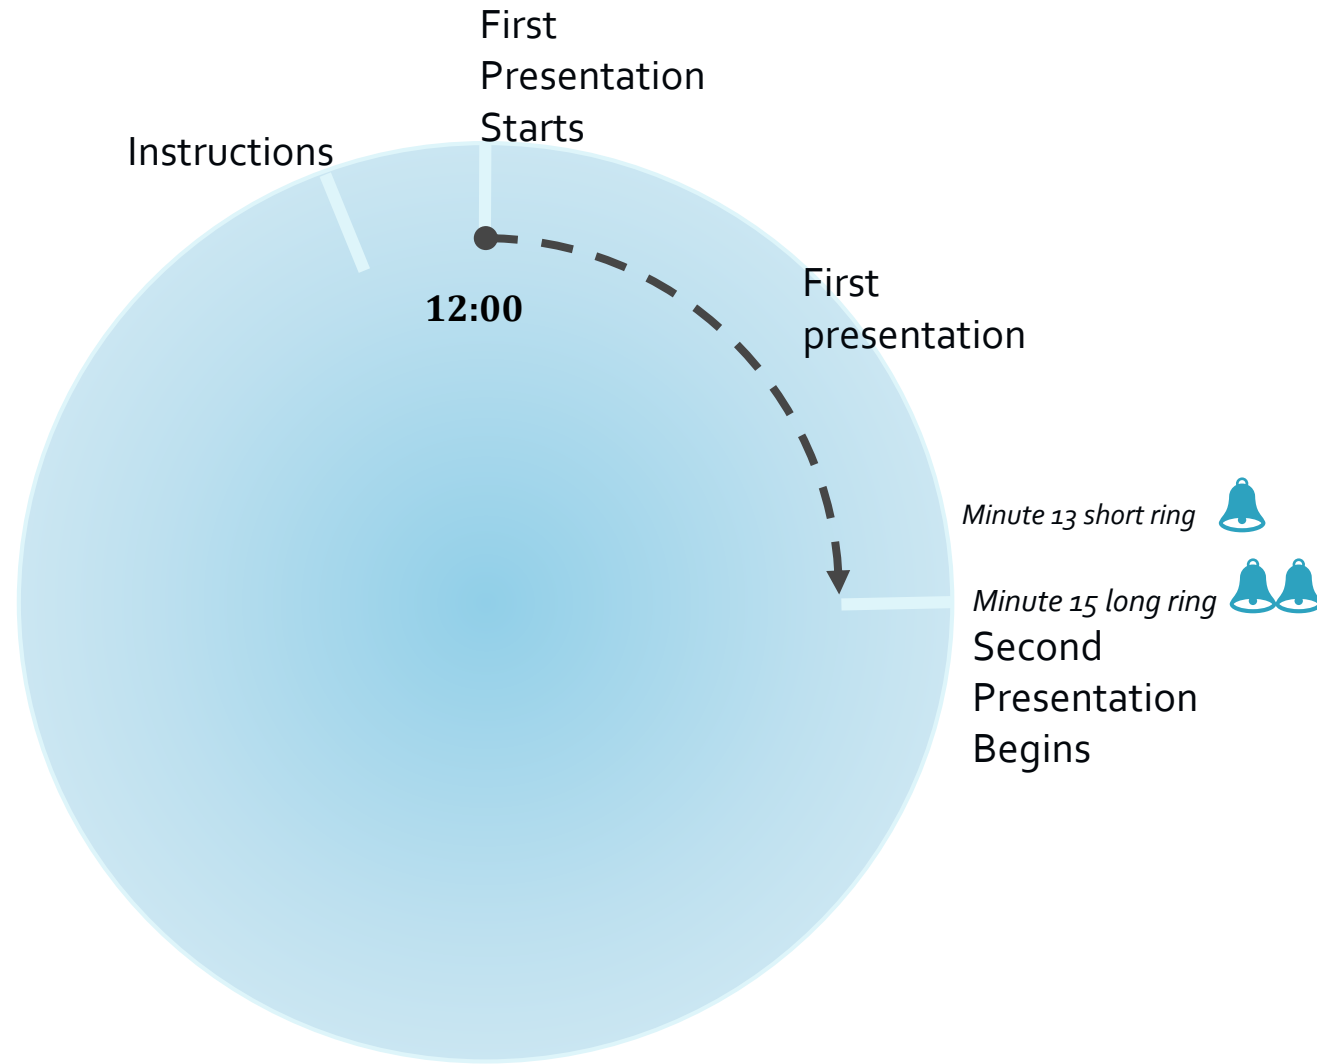 First
Presentation
Starts
Instructions
12:00
First
presentation
Minute 13 short ring
Minute 15 long ring
Second
Presentation
Begins